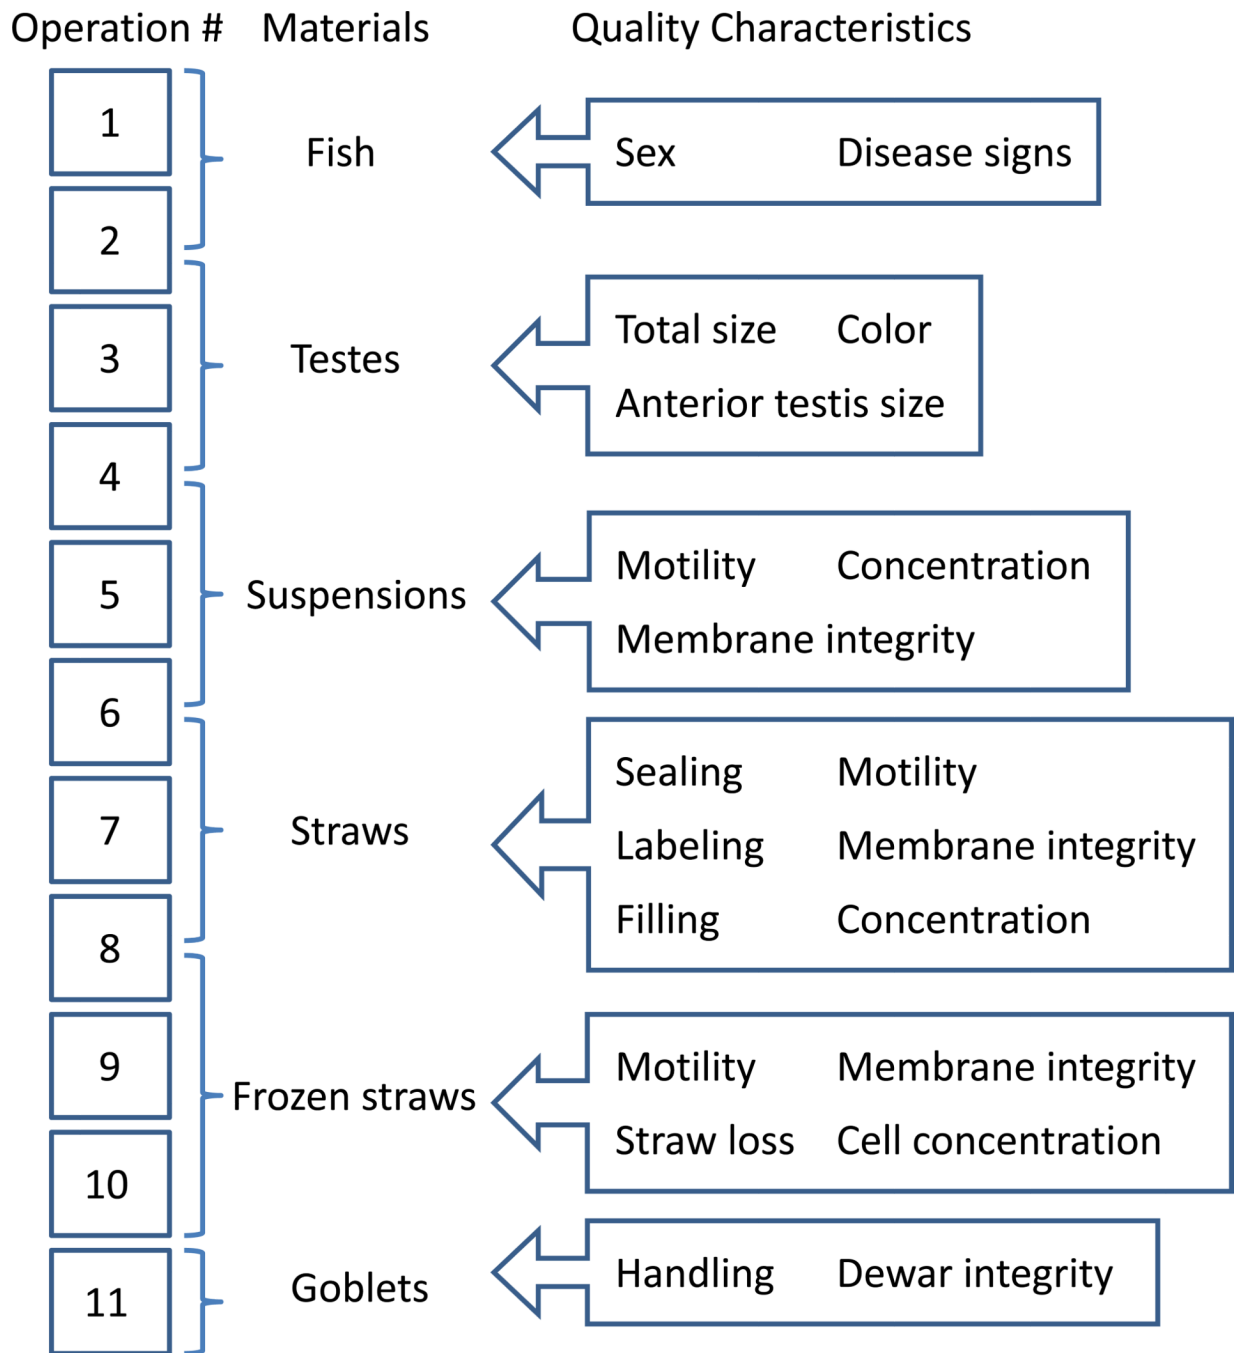 Operation # Materials Quality Characteristics
1
Fish
Sex Disease signs
2
Total size Color
3
Testes
Anterior testis size
4
Motility Concentration
5
Suspensions
Membrane integrity
6
Sealing Motility
7
Straws
Labeling Membrane integrity
Filling Concentration
8
9
Motility Membrane integrity
Frozen straws
Straw loss Cell concentration
10
Handling Dewar integrity
Goblets
11